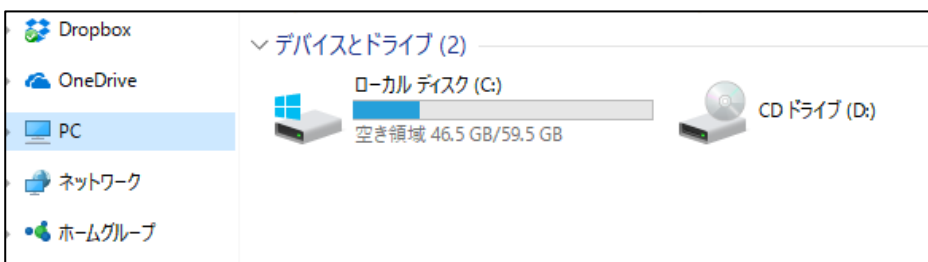 Dropbox
OneDrive
PC
ネットワーク
ホームグループ
デバイスとドライブ (2)
ローカル ディスク (C:)
空き領域 46.5 GB/59.5 GB
CD ドライブ (D:)